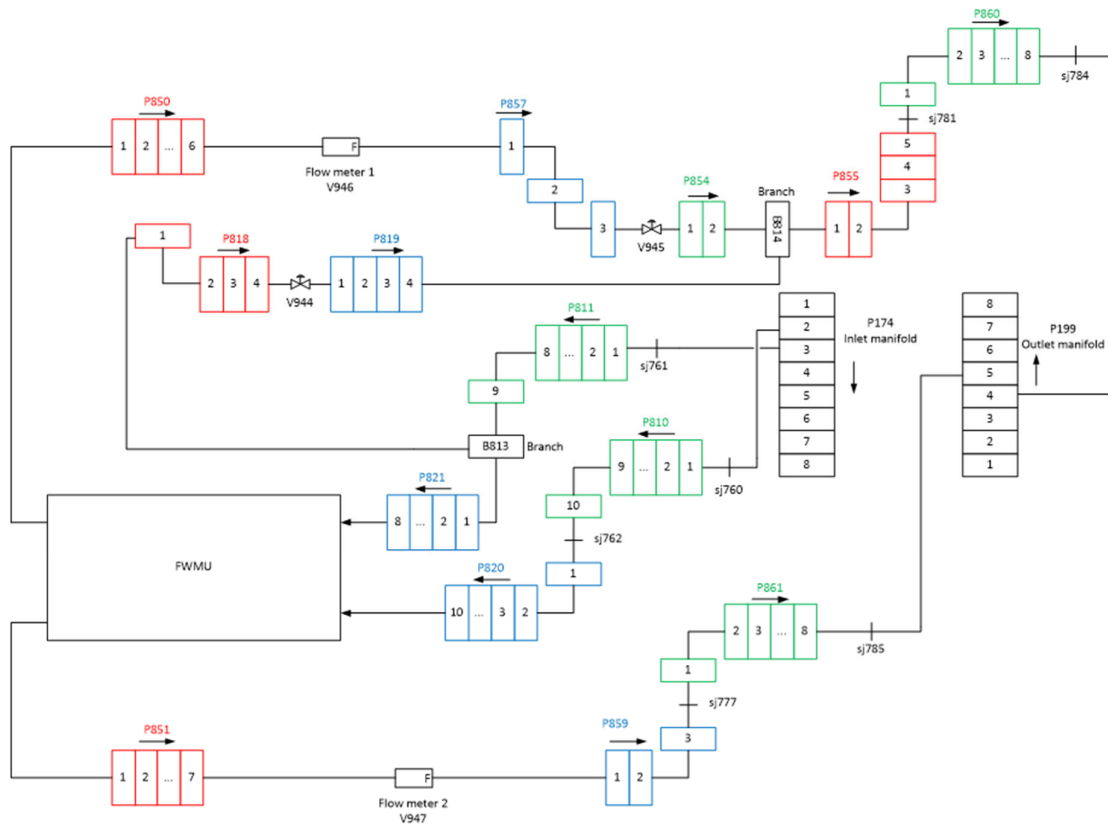 P860
2 3 ... 8
sj784
1
sj781
P850
1 2 ... 6
F
Flow meter 1
V946
P857
1
2
3
V945
P854
1 2
Branch
B814
P855
1 2
5
4
3
1
P818
2 3 4
V944
P819
1 2 3 4
P811
8 ... 2 1
sj761
9
B813
Branch
1
2
3
4
5
6
7
8
P174
Inlet manifold
8
7
6
5
4
3
2
1
P199
Outlet manifold
P810
9 ... 2 1
sj760
10
sj762
1
P821
8 ... 2 1
FWMU
P820
10 ... 3 2
P861
2 3 ... 8
sj785
1
sj777
3
P851
1 2 ... 7
F
Flow meter 2
V947
P859
1 2